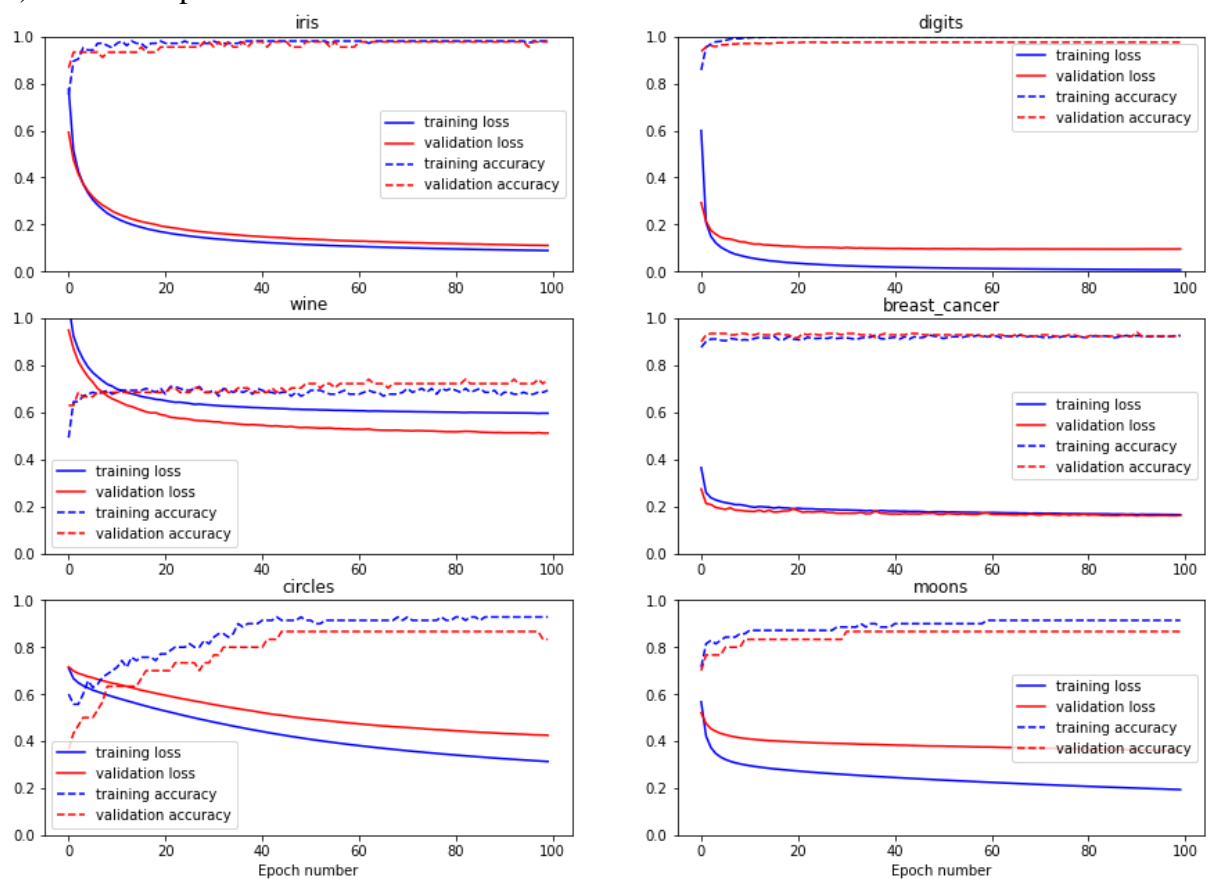 iris
1.0
0.8
0.6
0.4
0.2
0.0
training loss
validation loss
training accuracy
validation accuracy
0 20 40 60 80 100
digits
1.0
0.8
0.6
0.4
0.2
0.0
training loss
validation loss
training accuracy
validation accuracy
0 20 40 60 80 100
wine
1.0
0.8
0.6
0.4
0.2
0.0
training loss
validation loss
training accuracy
validation accuracy
0 20 40 60 80 100
breast_cancer
1.0
0.8
0.6
0.4
0.2
0.0
training loss
validation loss
training accuracy
validation accuracy
0 20 40 60 80 100
circles
1.0
0.8
0.6
0.4
0.2
0.0
training loss
validation loss
training accuracy
validation accuracy
0 20 40 60 80 100
Epoch number
moons
1.0
0.8
0.6
0.4
0.2
0.0
training loss
validation loss
training accuracy
validation accuracy
0 20 40 60 80 100
Epoch number